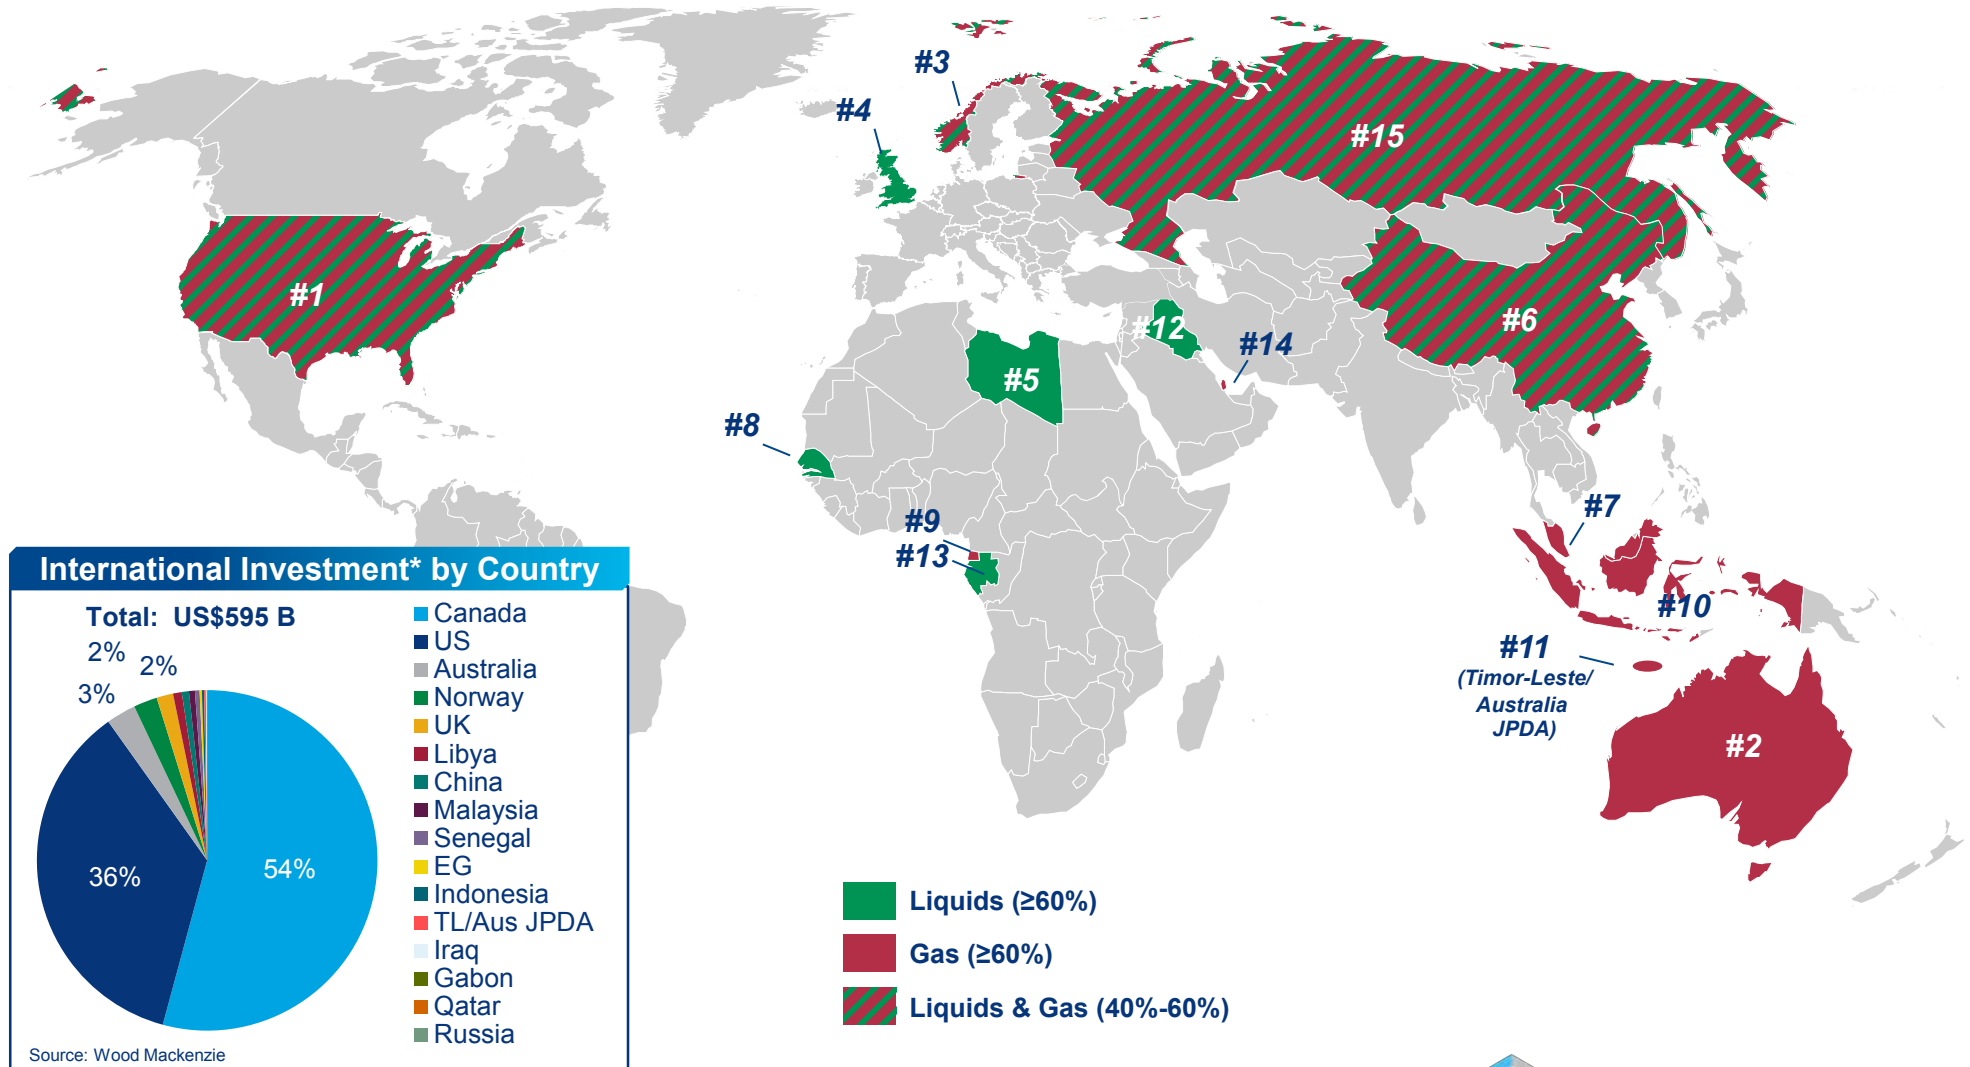 #3
#4
#15
#1
#12
#14
#6
#5
#8
#7
#9
#13
#10
#11
(Timor-Leste/
Australia
JPDA)
#2
International Investment* by Country
Total: US$595 B
2%
2%
3%
36%
54%
Canada
US
Australia
Norway
UK
Libya
China
Malaysia
Senegal
EG
Indonesia
TL/Aus JPDA
Iraq
Gabon
Qatar
Russia
Source: Wood Mackenzie
Liquids (≥60%)
Gas (≥60%)
Liquids & Gas (40%-60%)